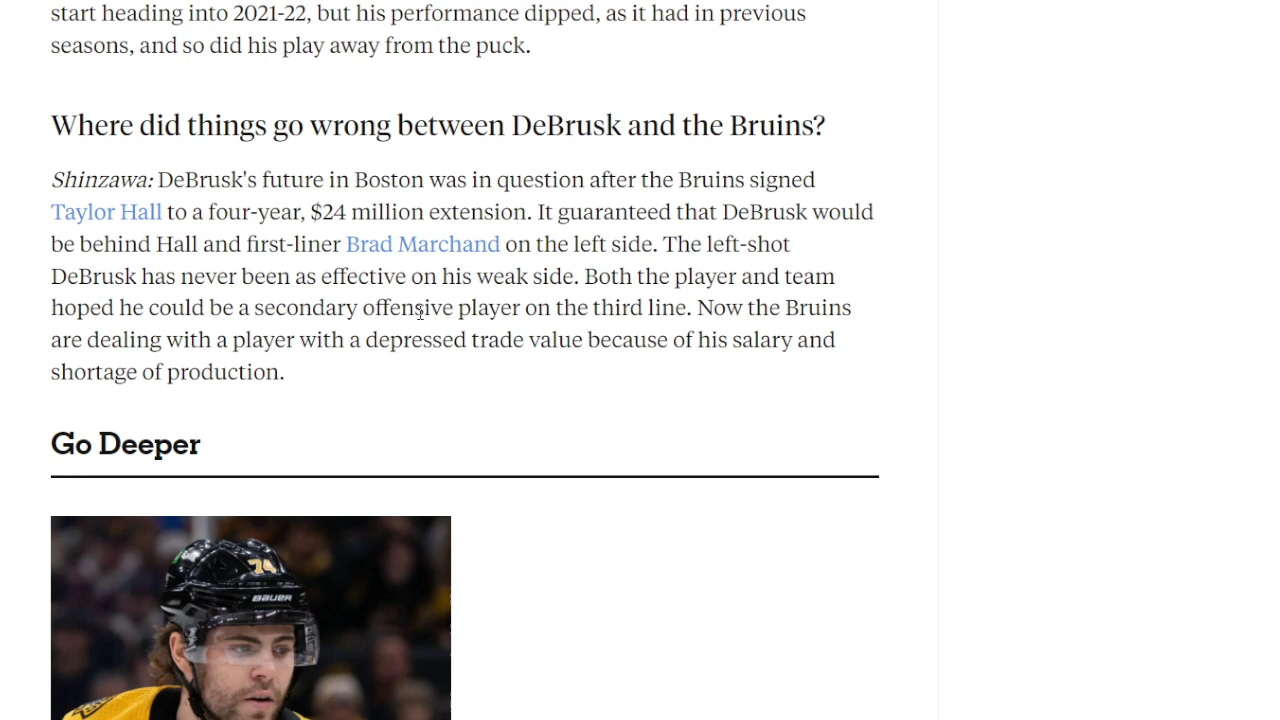 start heading into 2021-22, but his performance dipped, as it had in previous
seasons, and so did his play away from the puck.
Where did things go wrong between DeBrusk and the Bruins?
Shinzawa: DeBrusk's future in Boston was in question after the Bruins signed
Taylor Hall to a four-year, $24 million extension. It guaranteed that DeBrusk would
be behind Hall and first-liner Brad Marchand on the left side. The left-shot
DeBrusk has never been as effective on his weak side. Both the player and team
hoped he could be a secondary offensive player on the third line. Now the Bruins
are dealing with a player with a depressed trade value because of his salary and
shortage of production.
Go Deeper
74
BAUER